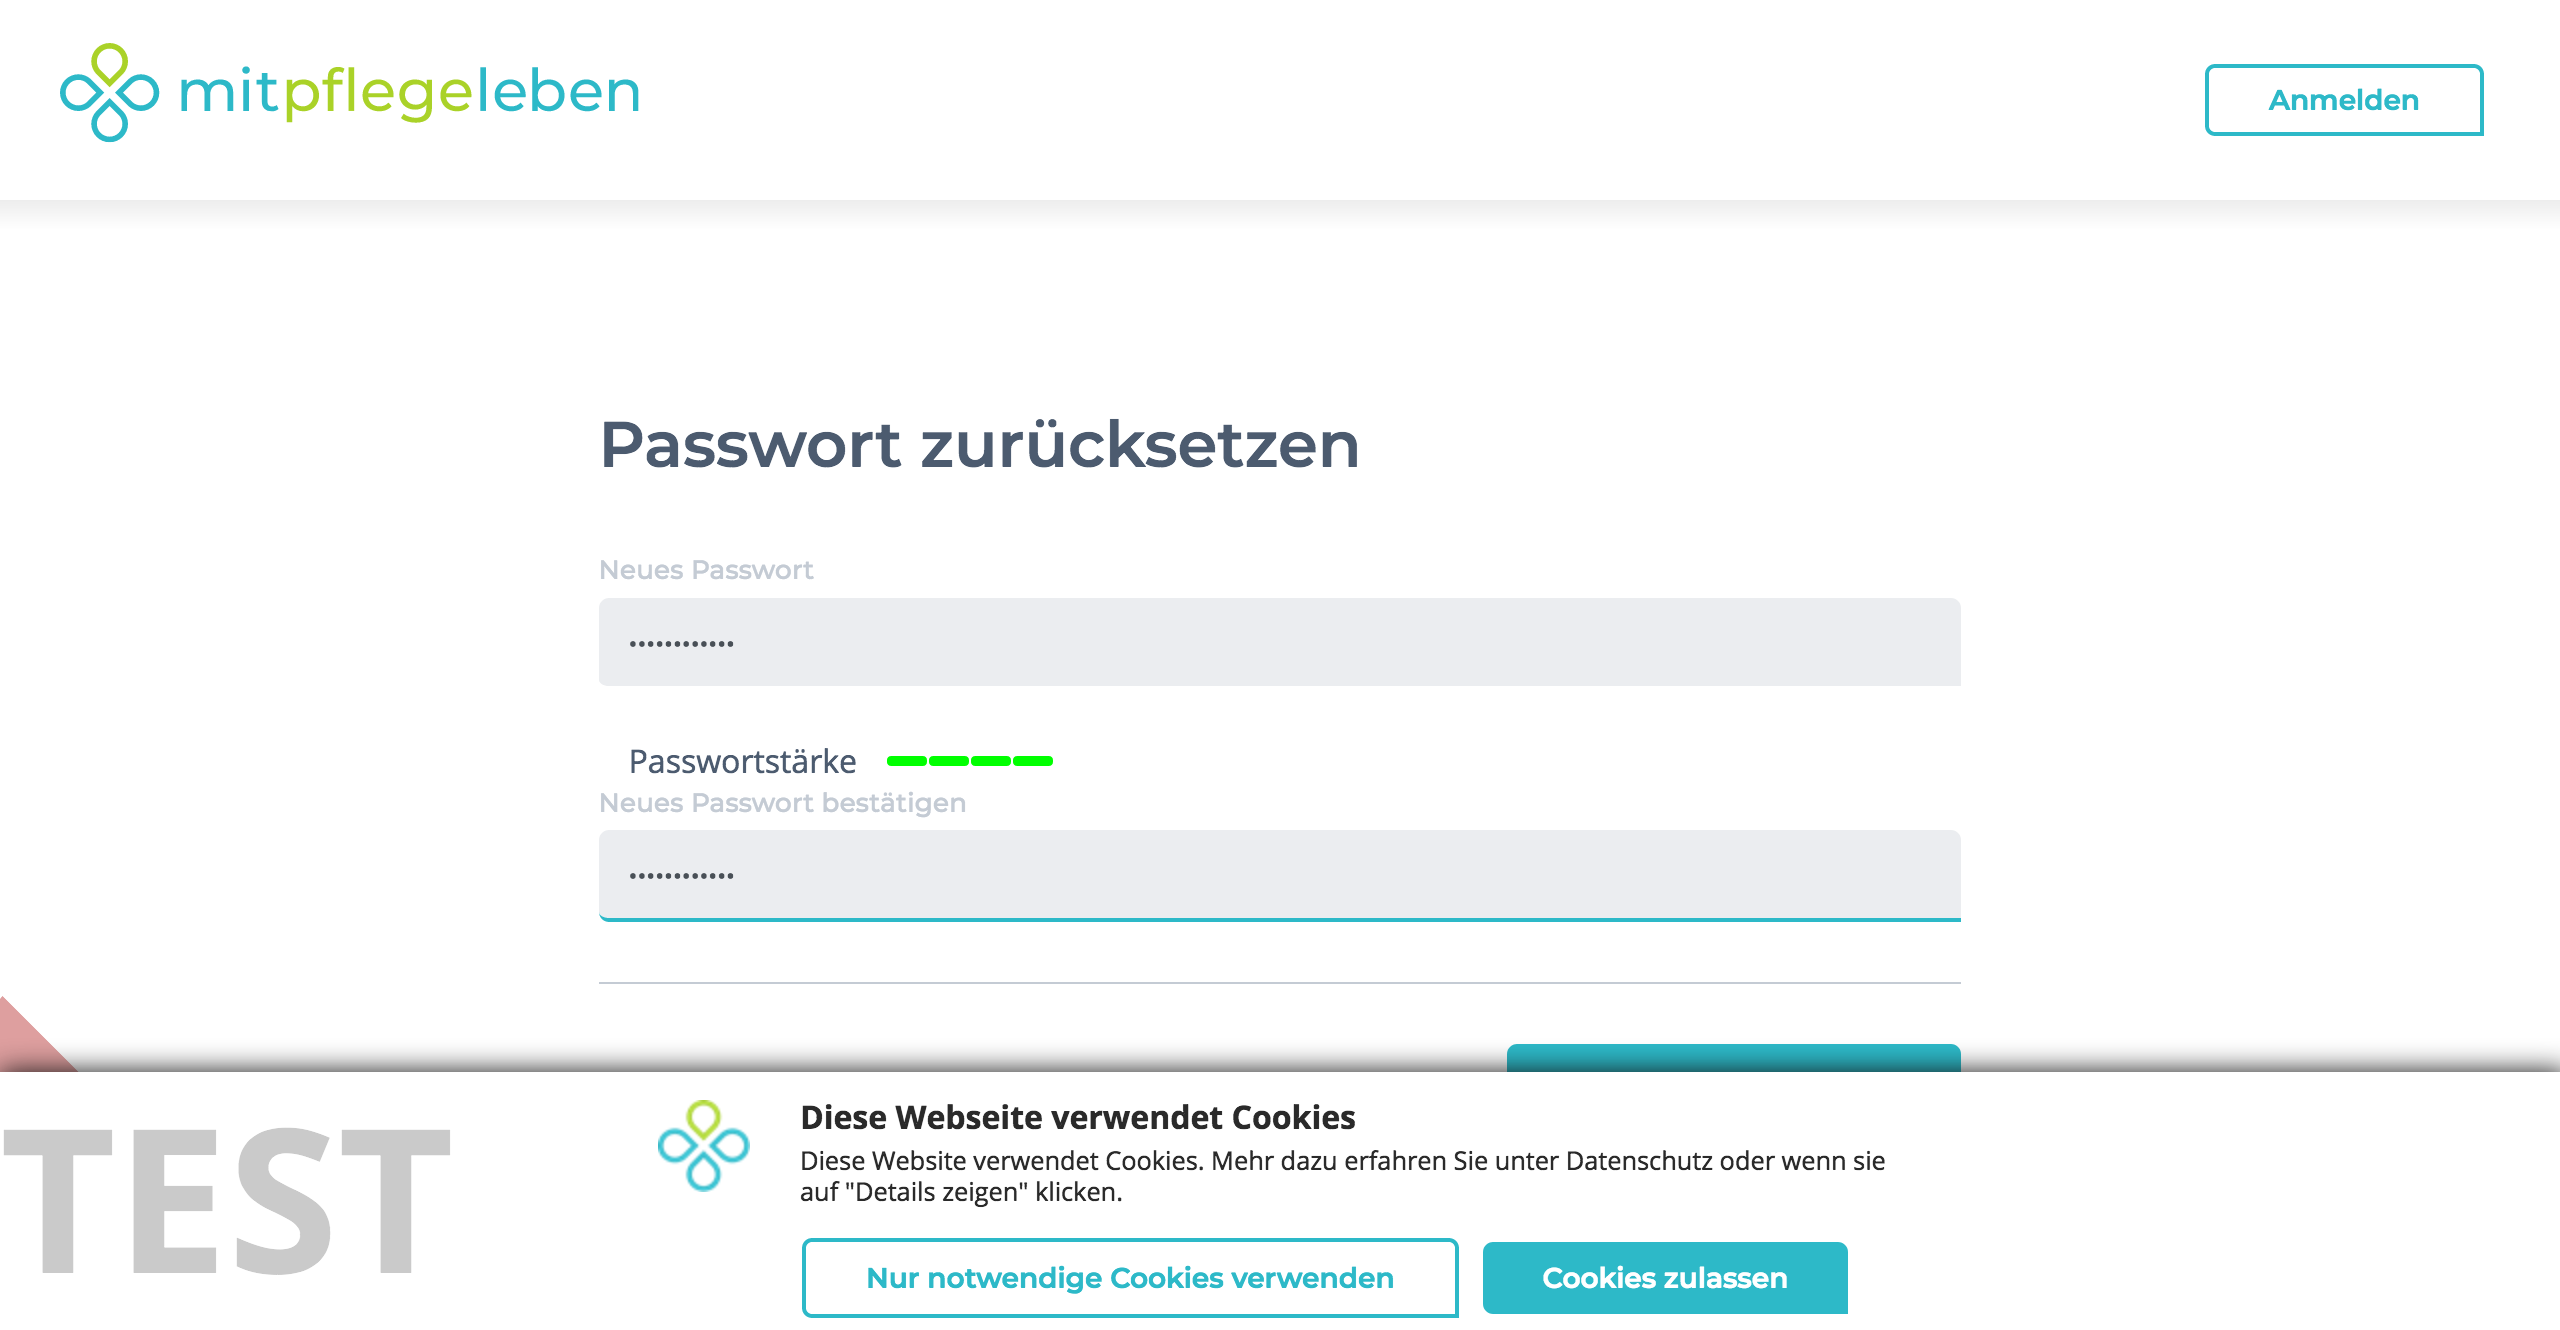 mitpflegeleben
Anmelden
Passwort zurücksetzen
Neues Passwort
••••••••••••
Passwortstärke
Neues Passwort bestätigen
••••••••••••
TEST
Diese Webseite verwendet Cookies
Diese Website verwendet Cookies. Mehr dazu erfahren Sie unter Datenschutz oder wenn sie
auf "Details zeigen" klicken.
Nur notwendige Cookies verwenden
Cookies zulassen